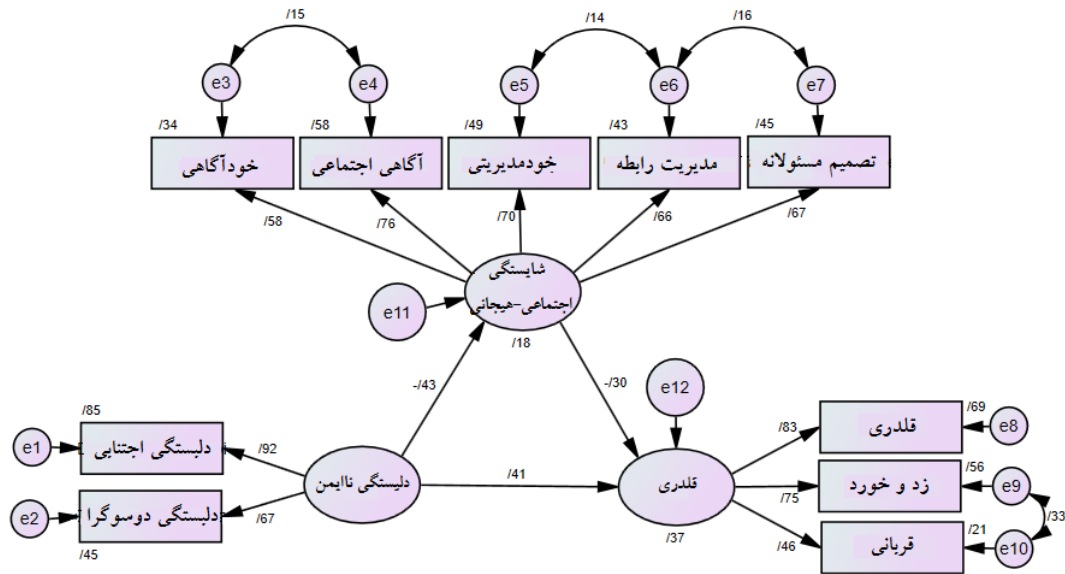 /15
/14
/16
e3
e4
e5
e6
e7
/34
/58
/49
/43
/45
خودآگاهی
آگاهی اجتماعی
خودمدیریتی
مدیریت رابطه
تصمیم مسئولانه
/58
/76
/70
/66
/67
شایستگی
اجتماعی-هیجانی
e11
/18
-/43
-/30
e12
/85
e1
دلبستگی اجتنایی
/92
دلبستگی ناایمن
/41
قلدری
/37
e2
دلبستگی دوسوگرا
/67
/45
/83
قلدری
/69
e8
/75
زد و خورد
/56
e9
/33
/46
قربانی
/21
e10